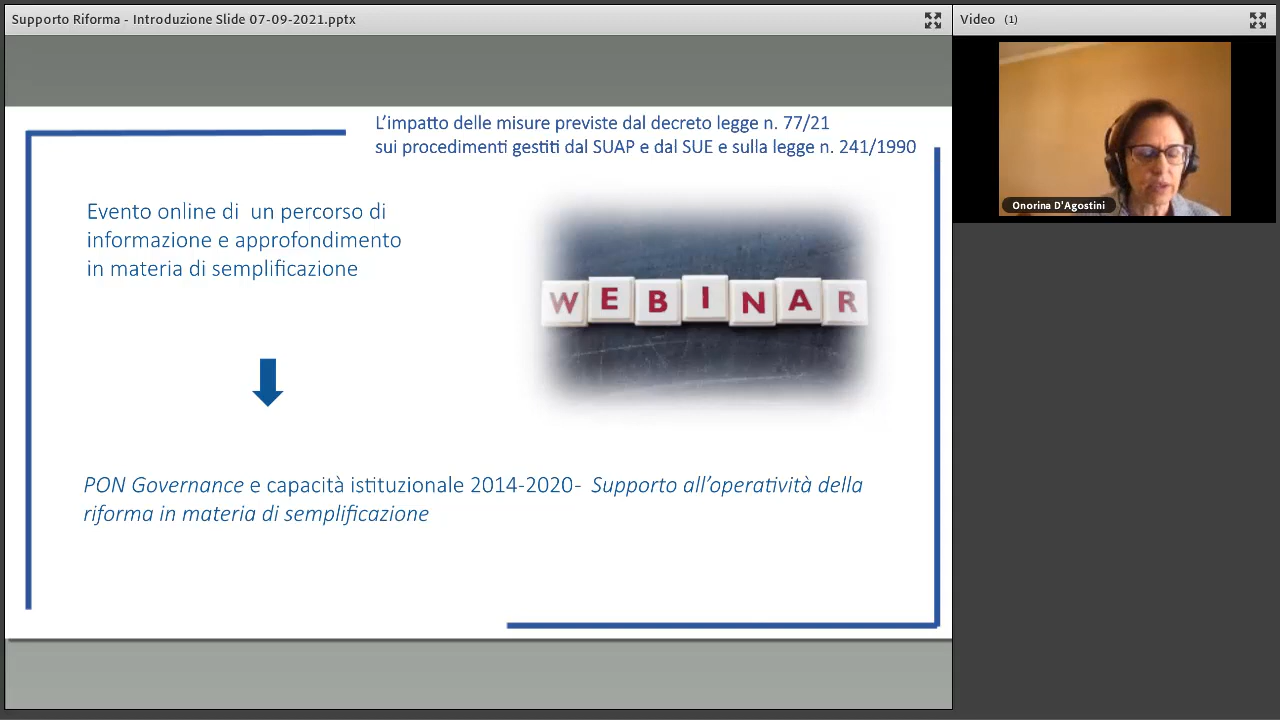 Supporto Riforma - Introduzione Slide 07-09-2021.pptx
Video (1)
L'impatto delle misure previste dal decreto legge n. 77/21
sui procedimenti gestiti dal SUAP e dal SUE e sulla legge n. 241/1990
Evento online di un percorso di
informazione e approfondimento
in materia di semplificazione
WEBINAR
PON Governance e capacità istituzionale 2014-2020- Supporto all'operatività della
riforma in materia di semplificazione
Onorina D'Agostini